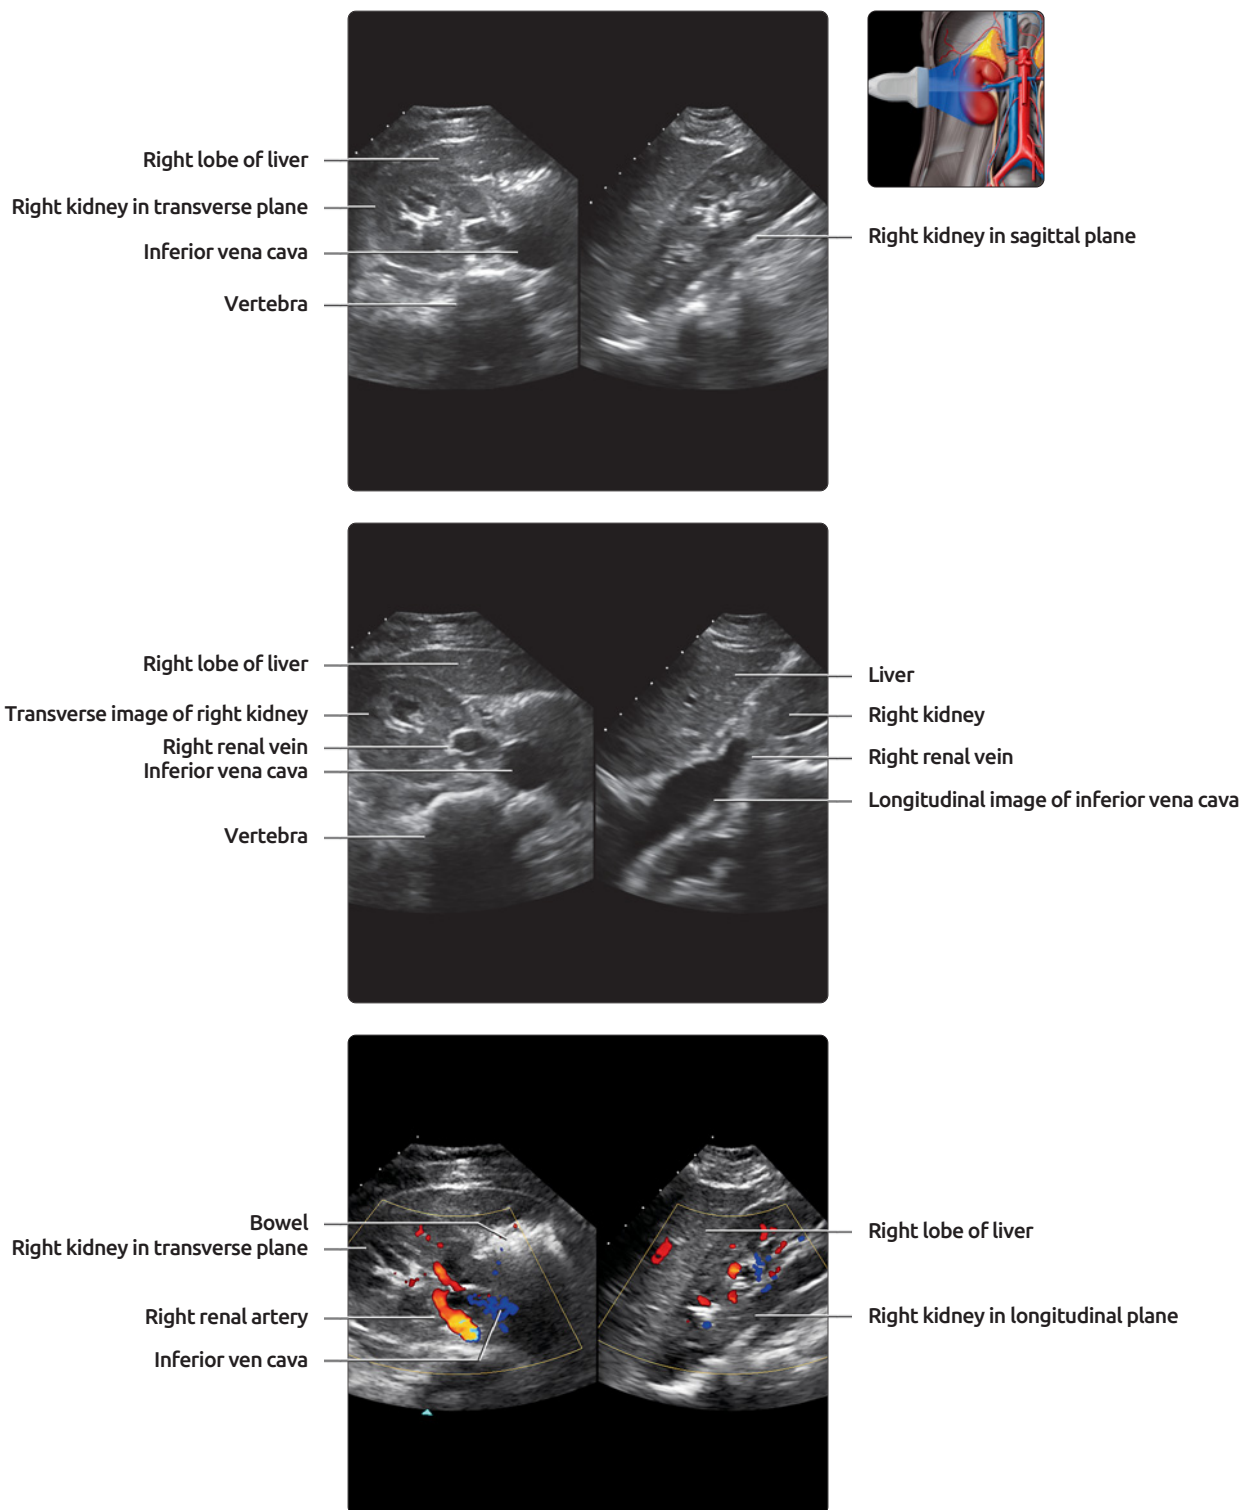 Right lobe of liver
Right kidney in transverse plane
Inferior vena cava
Vertebra
Right kidney in sagittal plane
Right lobe of liver
Transverse image of right kidney
Right renal vein
Inferior vena cava
Vertebra
Liver
Right kidney
Right renal vein
Longitudinal image of inferior vena cava
Bowel
Right kidney in transverse plane
Right renal artery
Inferior ven cava
Right lobe of liver
Right kidney in longitudinal plane